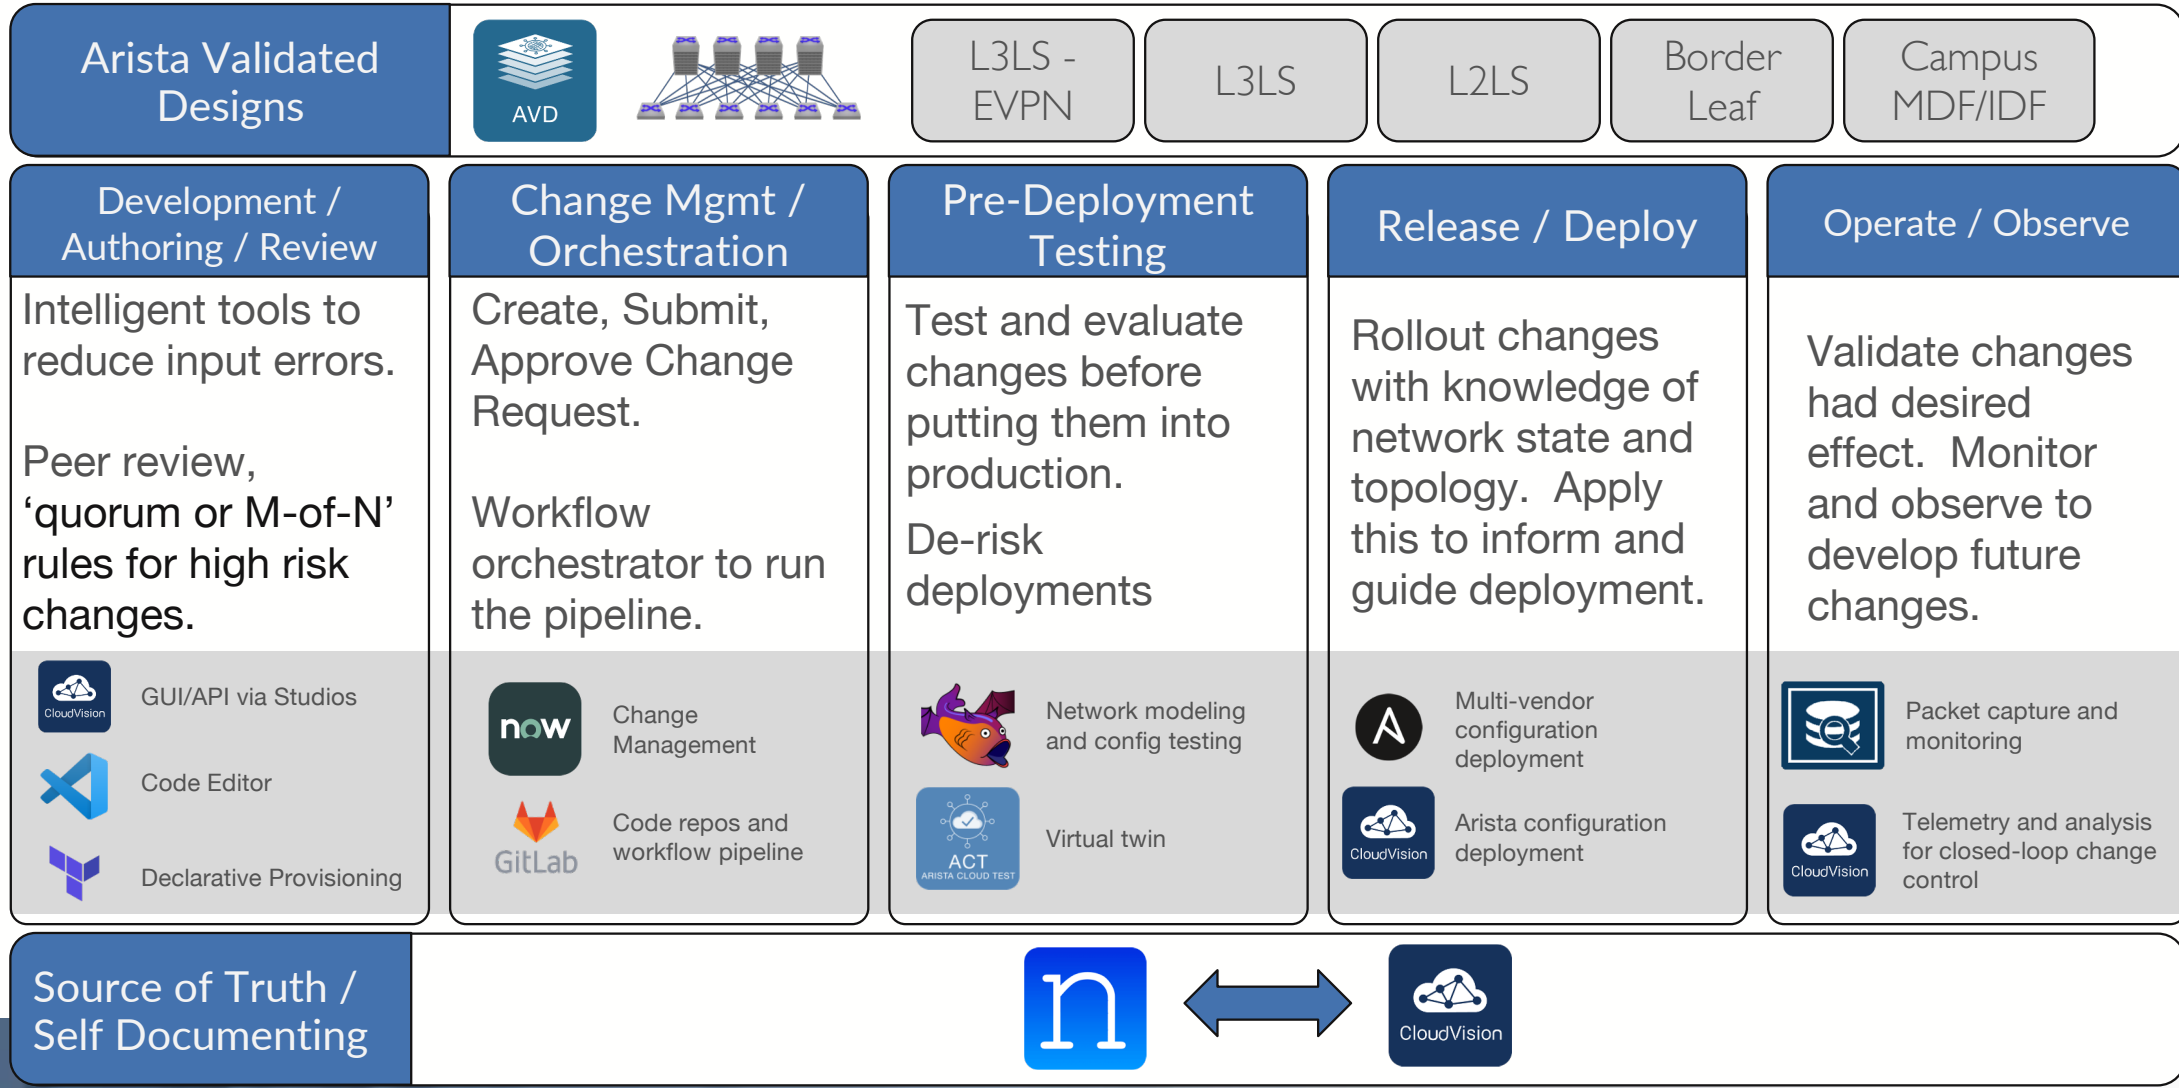 Arista Validated
Designs
AVD
L3LS -
EVPN
L3LS
L2LS
Border
Leaf
Campus
MDF/IDF
Development /
Authoring / Review
Intelligent tools to
reduce input errors.
Peer review,
‘quorum or M-of-N’
rules for high risk
changes.
CloudVision
GUI/API via Studios
Code Editor
Declarative Provisioning
Change Mgmt /
Orchestration
Create, Submit,
Approve Change
Request.
Workflow
orchestrator to run
the pipeline.
now
Change
Management
GitLab
Code repos and
workflow pipeline
Pre-Deployment
Testing
Test and evaluate
changes before
putting them into
production.
De-risk
deployments
Network modeling
and config testing
ACT
ARISTA CLOUD TEST
Virtual twin
Release / Deploy
Rollout changes
with knowledge of
network state and
topology.  Apply
this to inform and
guide deployment.
A
Multi-vendor
configuration
deployment
CloudVision
Arista configuration
deployment
Operate / Observe
Validate changes
had desired
effect.  Monitor
and observe to
develop future
changes.
Packet capture and
monitoring
CloudVision
Telemetry and analysis
for closed-loop change
control
Source of Truth /
Self Documenting
n
CloudVision